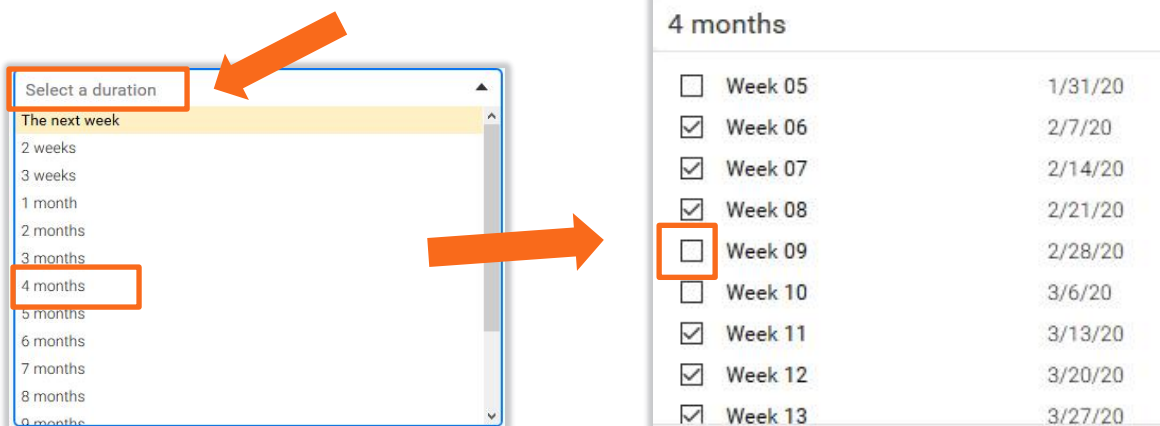 Select a duration
The next week
2 weeks
3 weeks
1 month
2 months
3 months
4 months
5 months
6 months
7 months
8 months
9 months
4 months
Week 05 1/31/20
Week 06 2/7/20
Week 07 2/14/20
Week 08 2/21/20
Week 09 2/28/20
Week 10 3/6/20
Week 11 3/13/20
Week 12 3/20/20
Week 13 3/27/20